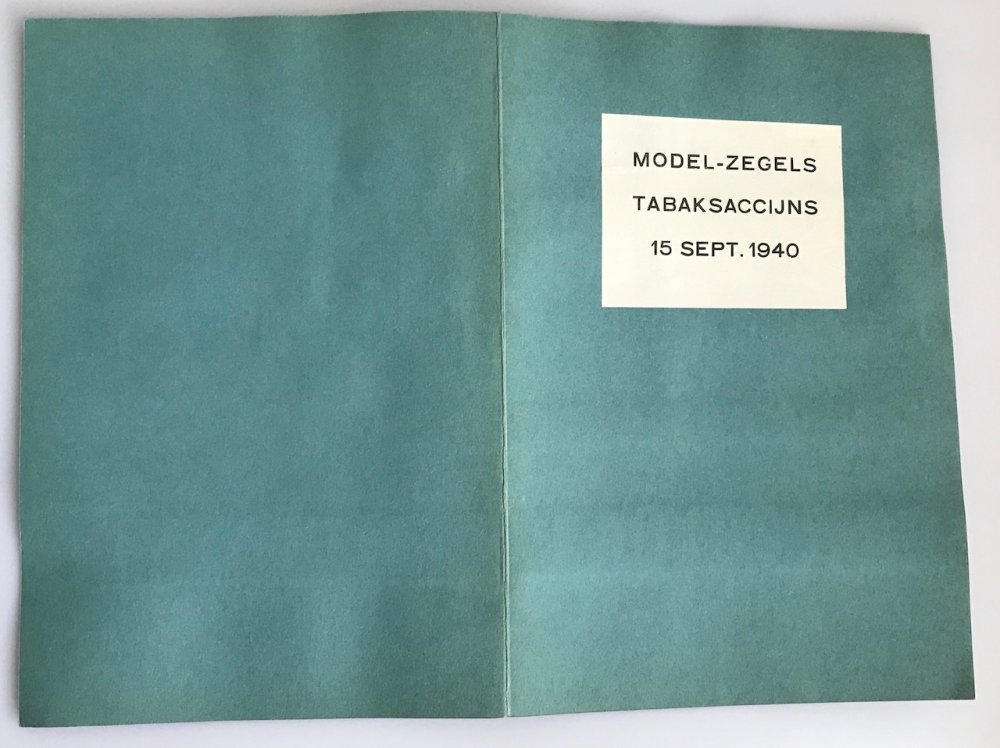 MODEL-ZEGELS
TABAKSACCIJNS
15 SEPT. 1940